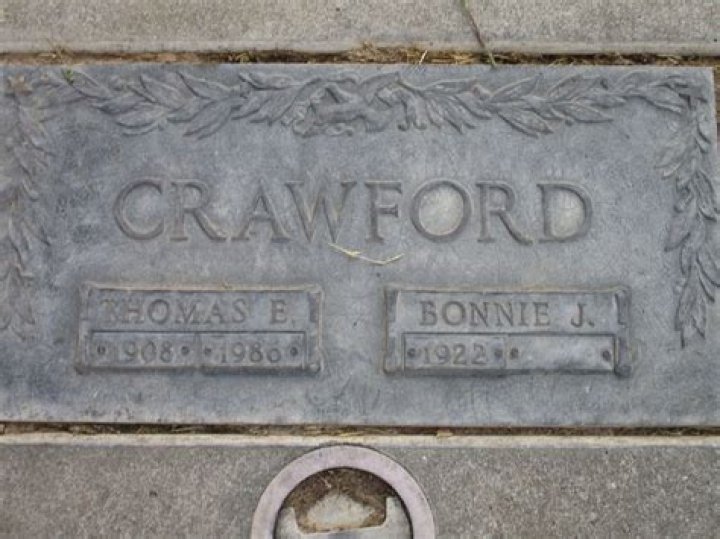 CRAWFORD
THOMAS E.
1908 1986
BONNIE J.
1922